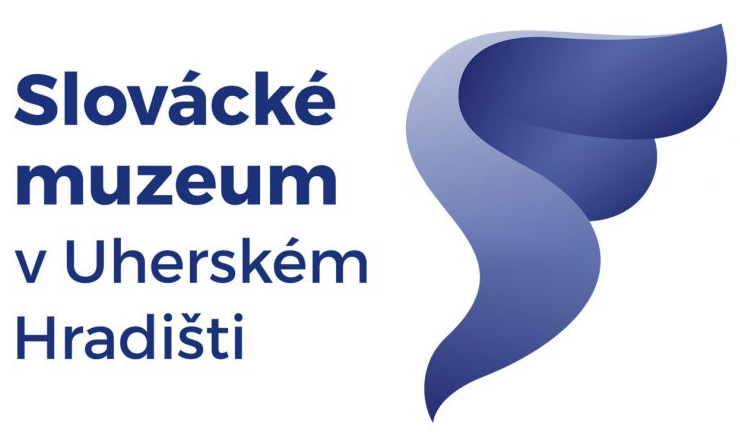 Slovácké
muzeum
v Uherském
Hradišti